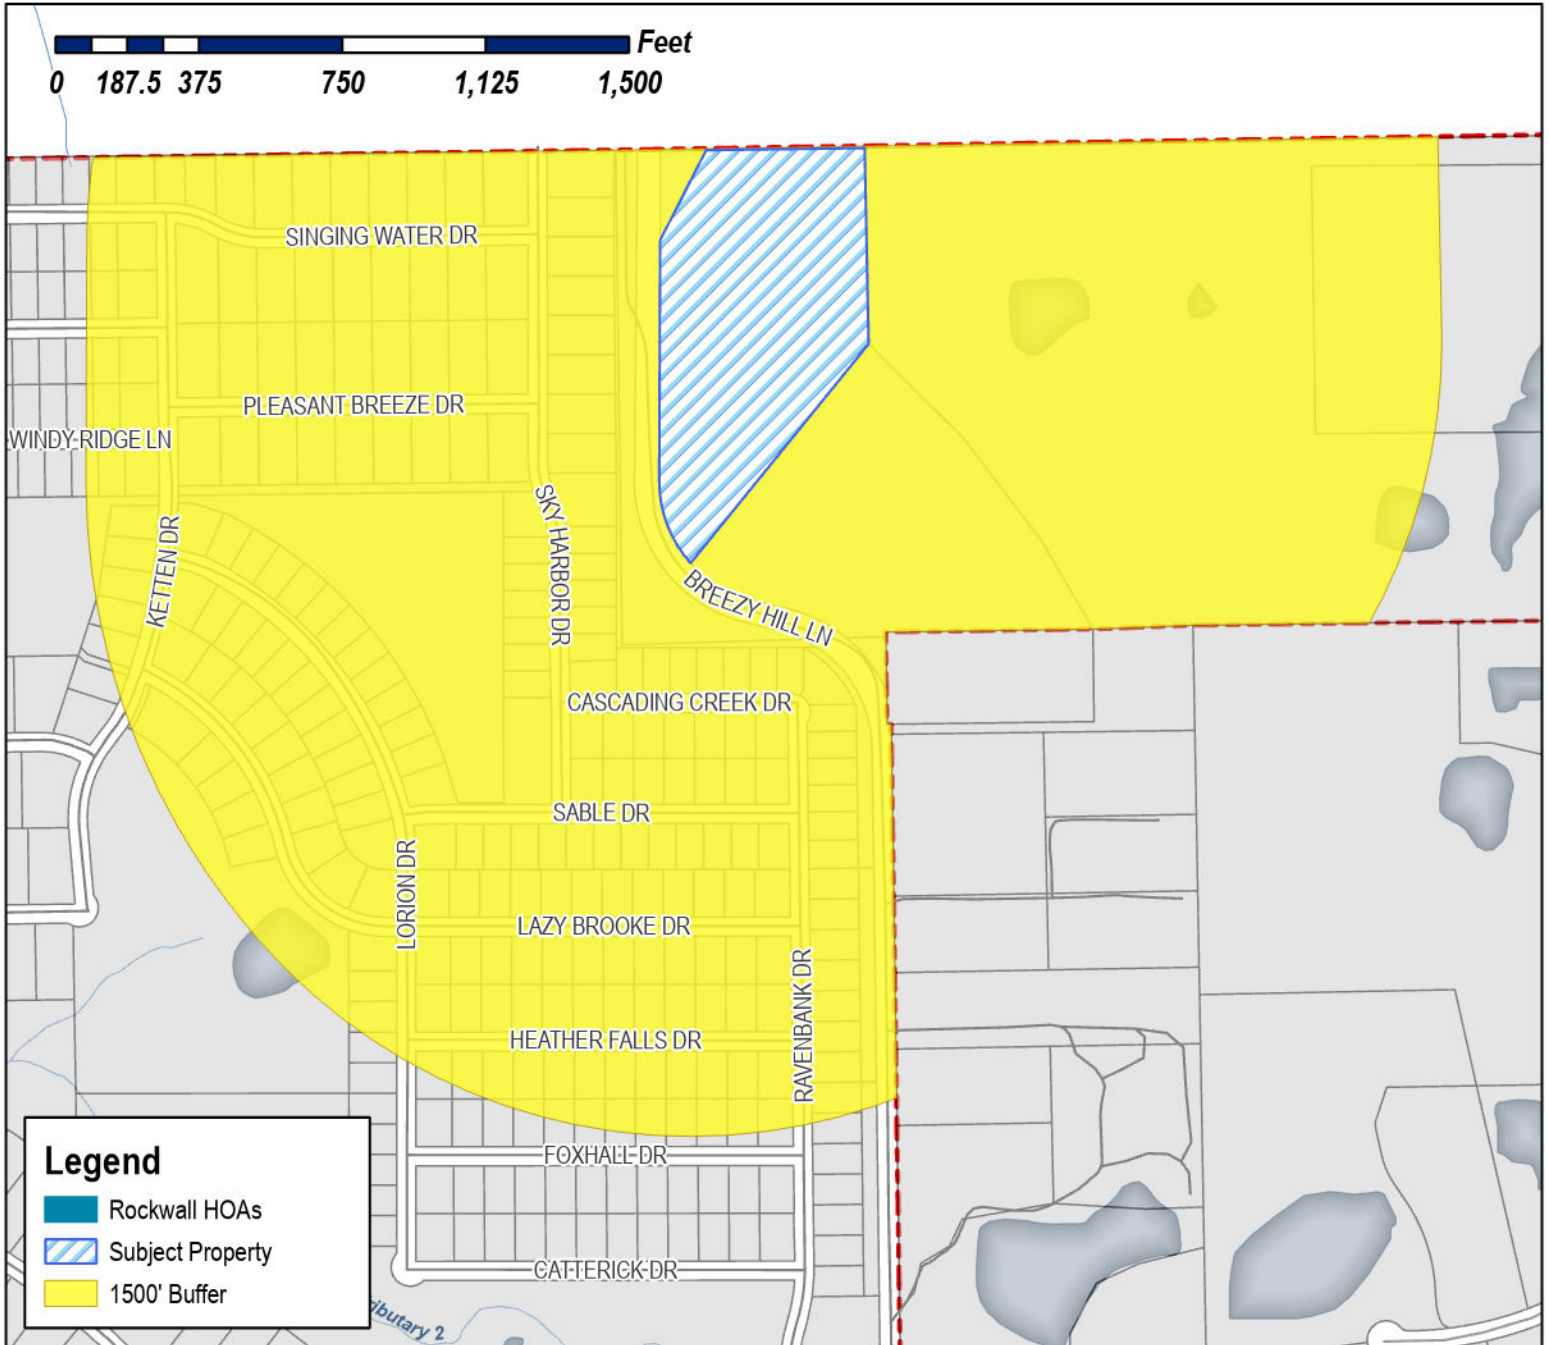 Feet
0 187.5 375 750 1,125 1,500
SINGING WATER DR
PLEASANT BREEZE DR
WINDY RIDGE LN
SKY HARBOR DR
KETTEN DR
BREEZY HILL LN
CASCADING CREEK DR
SABLE DR
LORION DR
LAZY BROOKE DR
RAVENBANK DR
HEATHER FALLS DR
FOXHALL DR
CATTERICK DR
Legend
Rockwall HOAs
Subject Property
1500' Buffer
ributary 2